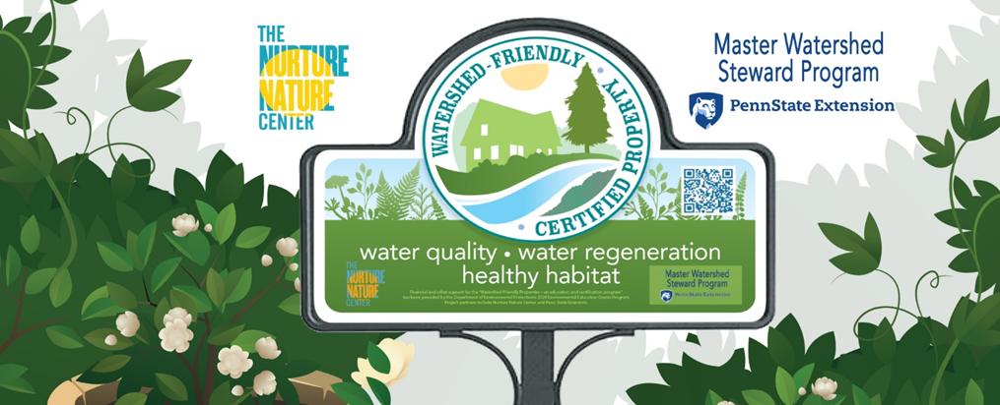 THE
NURTURE
NATURE
CENTER
Master Watershed
Steward Program
PennState Extension
WATERSHED-FRIENDLY
CERTIFIED PROPERTY
water quality • water regeneration
healthy habitat
THE
NURTURE
NATURE
CENTER
Master Watershed
Steward Program
PennState Extension
Financial and other support for the "Watershed-Friendly Properties – an education and certification program"
has been provided by the Department of Environmental Protection's 2020 Environmental Education Grants Program.
Project partners include Nurture Nature Center and Penn State Extension.